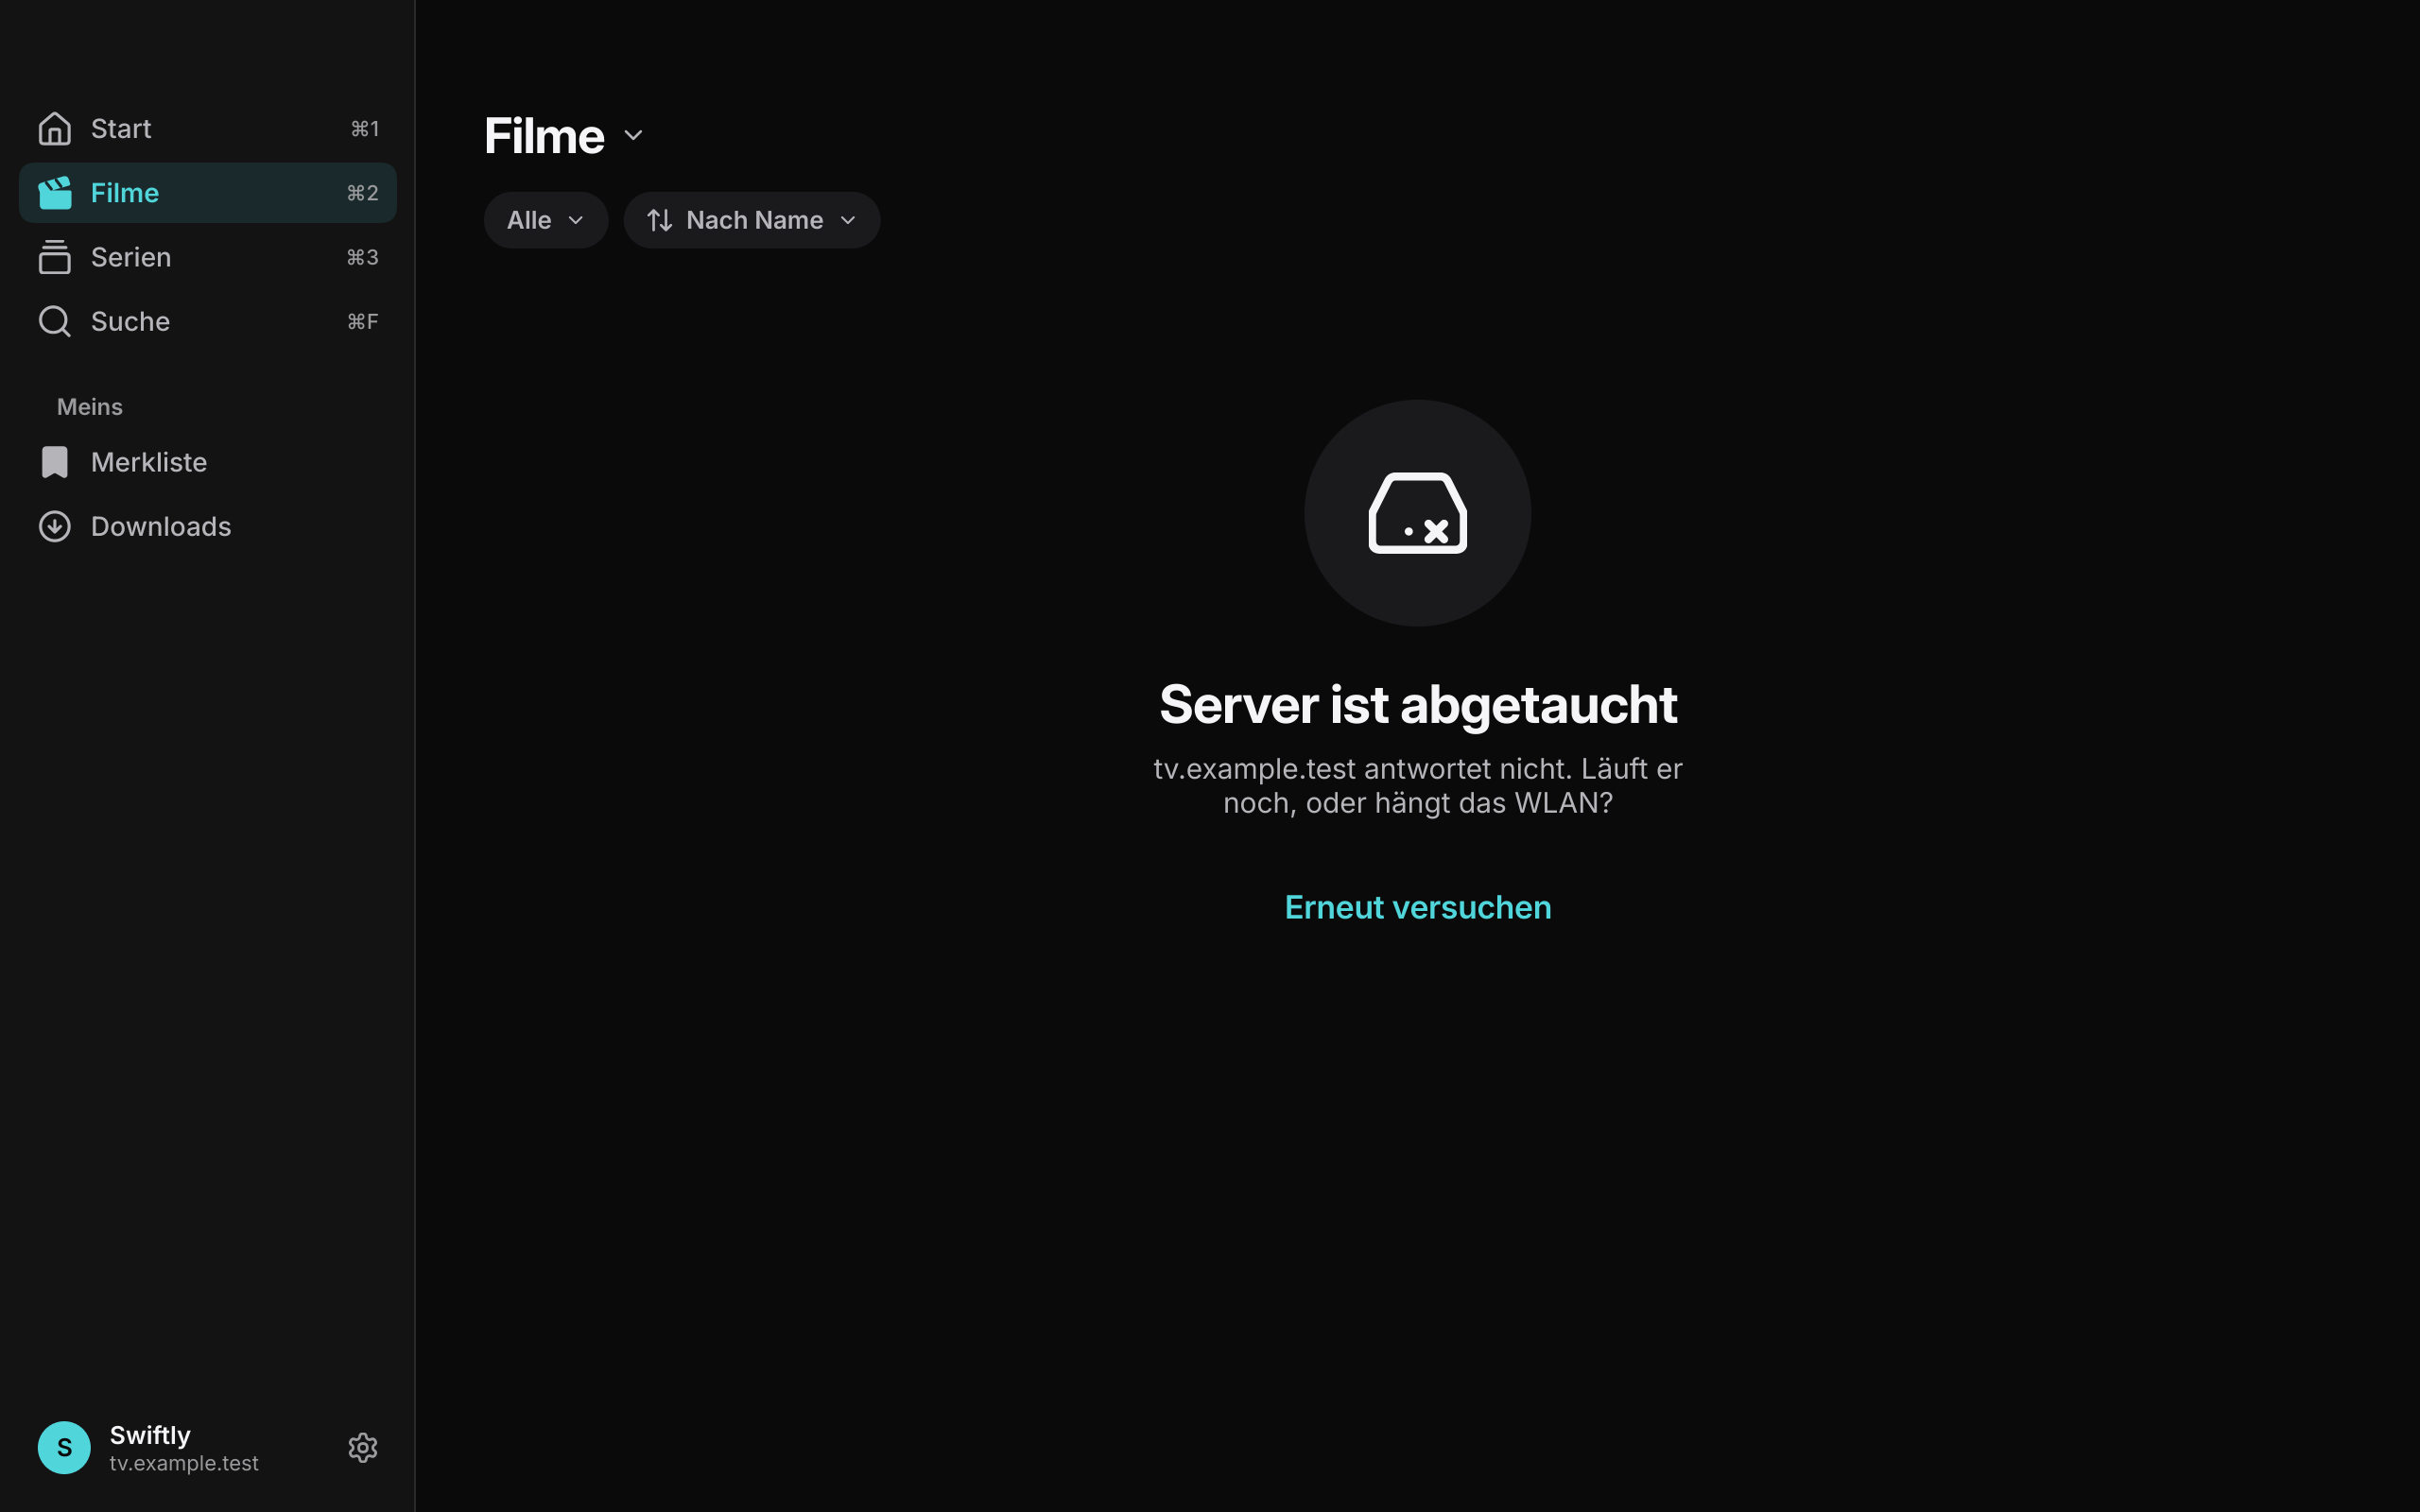 Start ⌘1
Filme ⌘2
Serien ⌘3
Suche ⌘F
Meins
Merkliste
Downloads
S
Swiftly
tv.example.test
Filme
Alle
Nach Name
Server ist abgetaucht
tv.example.test antwortet nicht. Läuft er
noch, oder hängt das WLAN?
Erneut versuchen